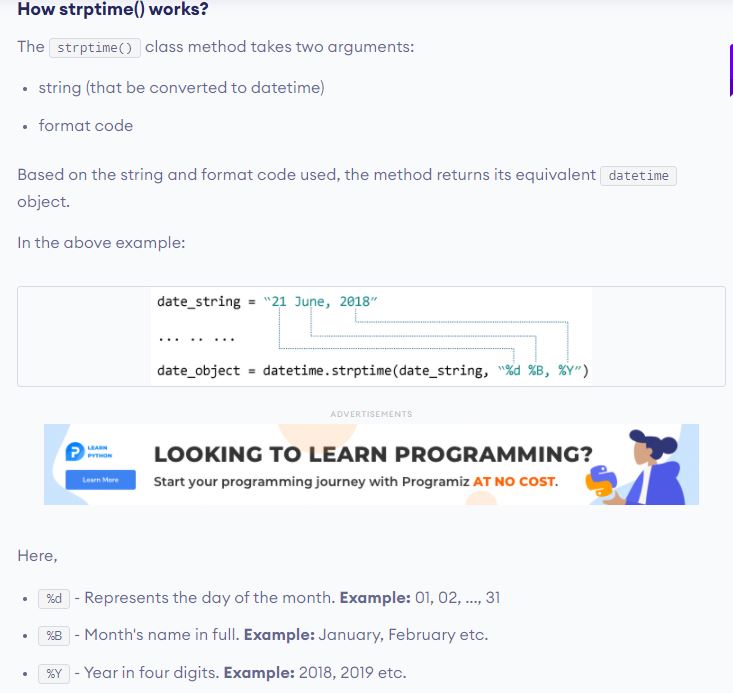 How strptime() works?
The strptime() class method takes two arguments:
• string (that be converted to datetime)
• format code
Based on the string and format code used, the method returns its equivalent datetime
object.
In the above example:
date_string = "21 June, 2018"
... .. ...
date_object = datetime.strptime(date_string, "%d %B, %Y")
ADVERTISEMENTS
LEARN
PYTHON
Learn More
LOOKING TO LEARN PROGRAMMING?
Start your programming journey with Programiz AT NO COST.
Here,
• %d - Represents the day of the month. Example: 01, 02, ..., 31
• %B - Month's name in full. Example: January, February etc.
• %Y - Year in four digits. Example: 2018, 2019 etc.